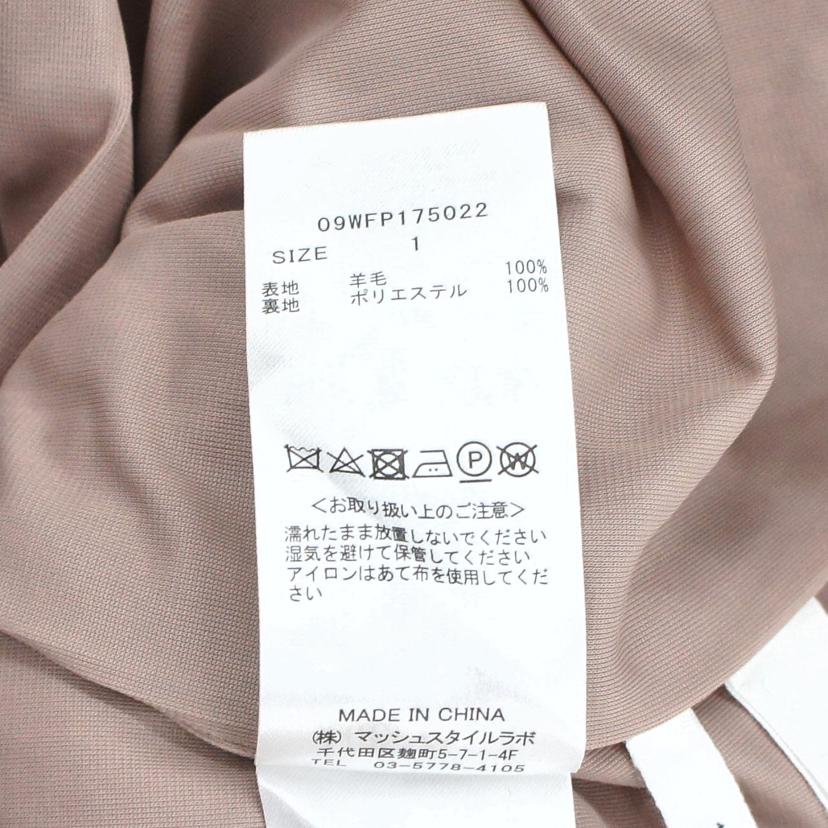 09WFP175022
SIZE 1
表地 羊毛 100%
裏地 ポリエステル 100%
P W
＜お取り扱い上のご注意＞
濡れたまま放置しないでください
湿気を避けて保管してください
アイロンはあて布を使用してくだ
さい
MADE IN CHINA
(株) マッシュスタイルラボ
千代田区麹町5-7-1-4F
TEL 03-5778-4105